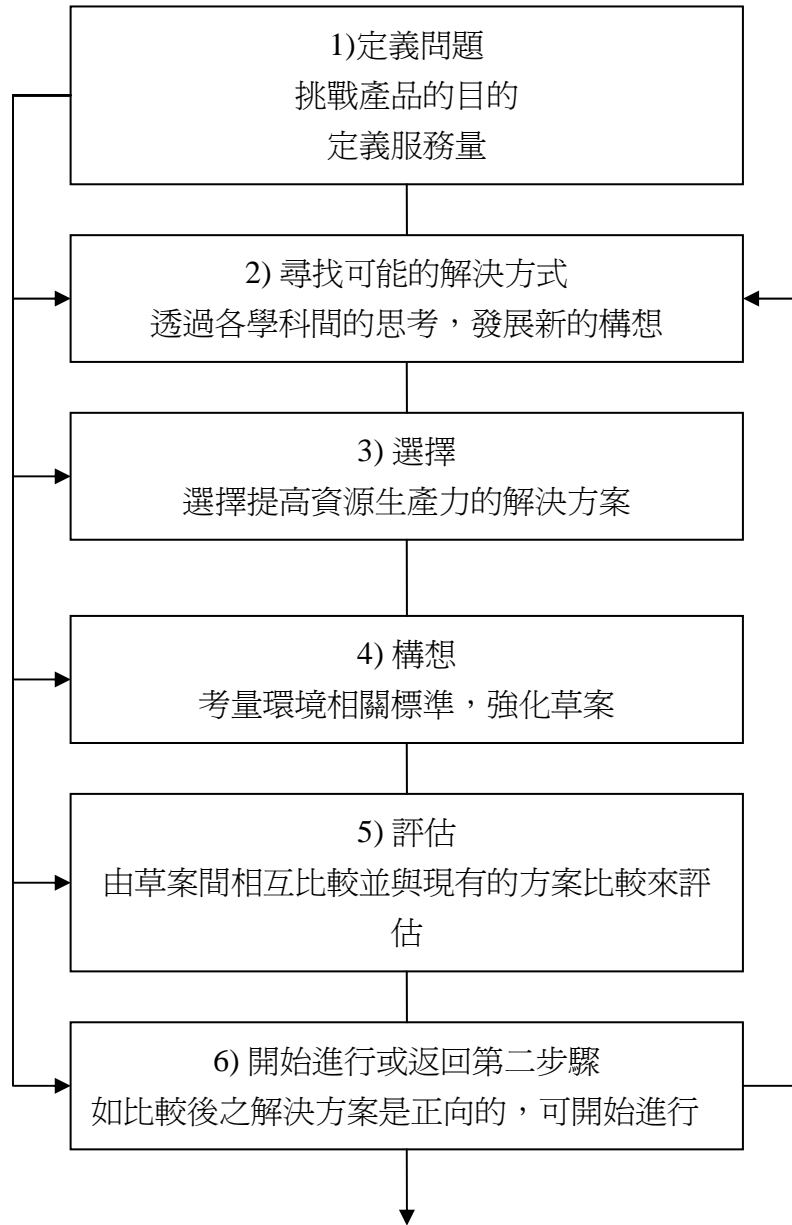 1)定義問題
挑戰產品的目的
定義服務量
2) 尋找可能的解決方式
透過各學科間的思考，發展新的構想
3) 選擇
選擇提高資源生產力的解決方案
4) 構想
考量環境相關標準，強化草案
5) 評估
由草案間相互比較並與現有的方案比較來評
估
6) 開始進行或返回第二步驟
如比較後之解決方案是正向的，可開始進行